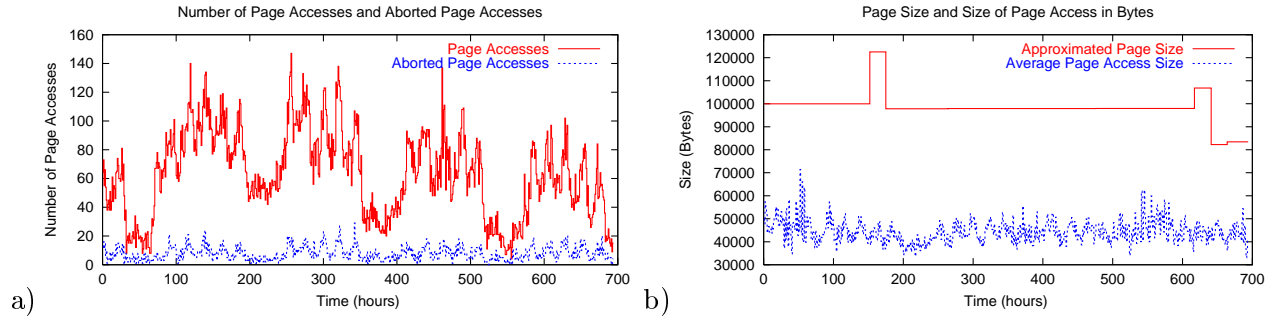 Number of Page Accesses and Aborted Page Accesses
Number of Page Accesses
160
140
120
100
80
60
40
20
0
Page Accesses
Aborted Page Accesses
0 100 200 300 400 500 600 700
Time (hours)
a)
Page Size and Size of Page Access in Bytes
Size (Bytes)
130000
120000
110000
100000
90000
80000
70000
60000
50000
40000
30000
Approximated Page Size
Average Page Access Size
0 100 200 300 400 500 600 700
Time (hours)
b)